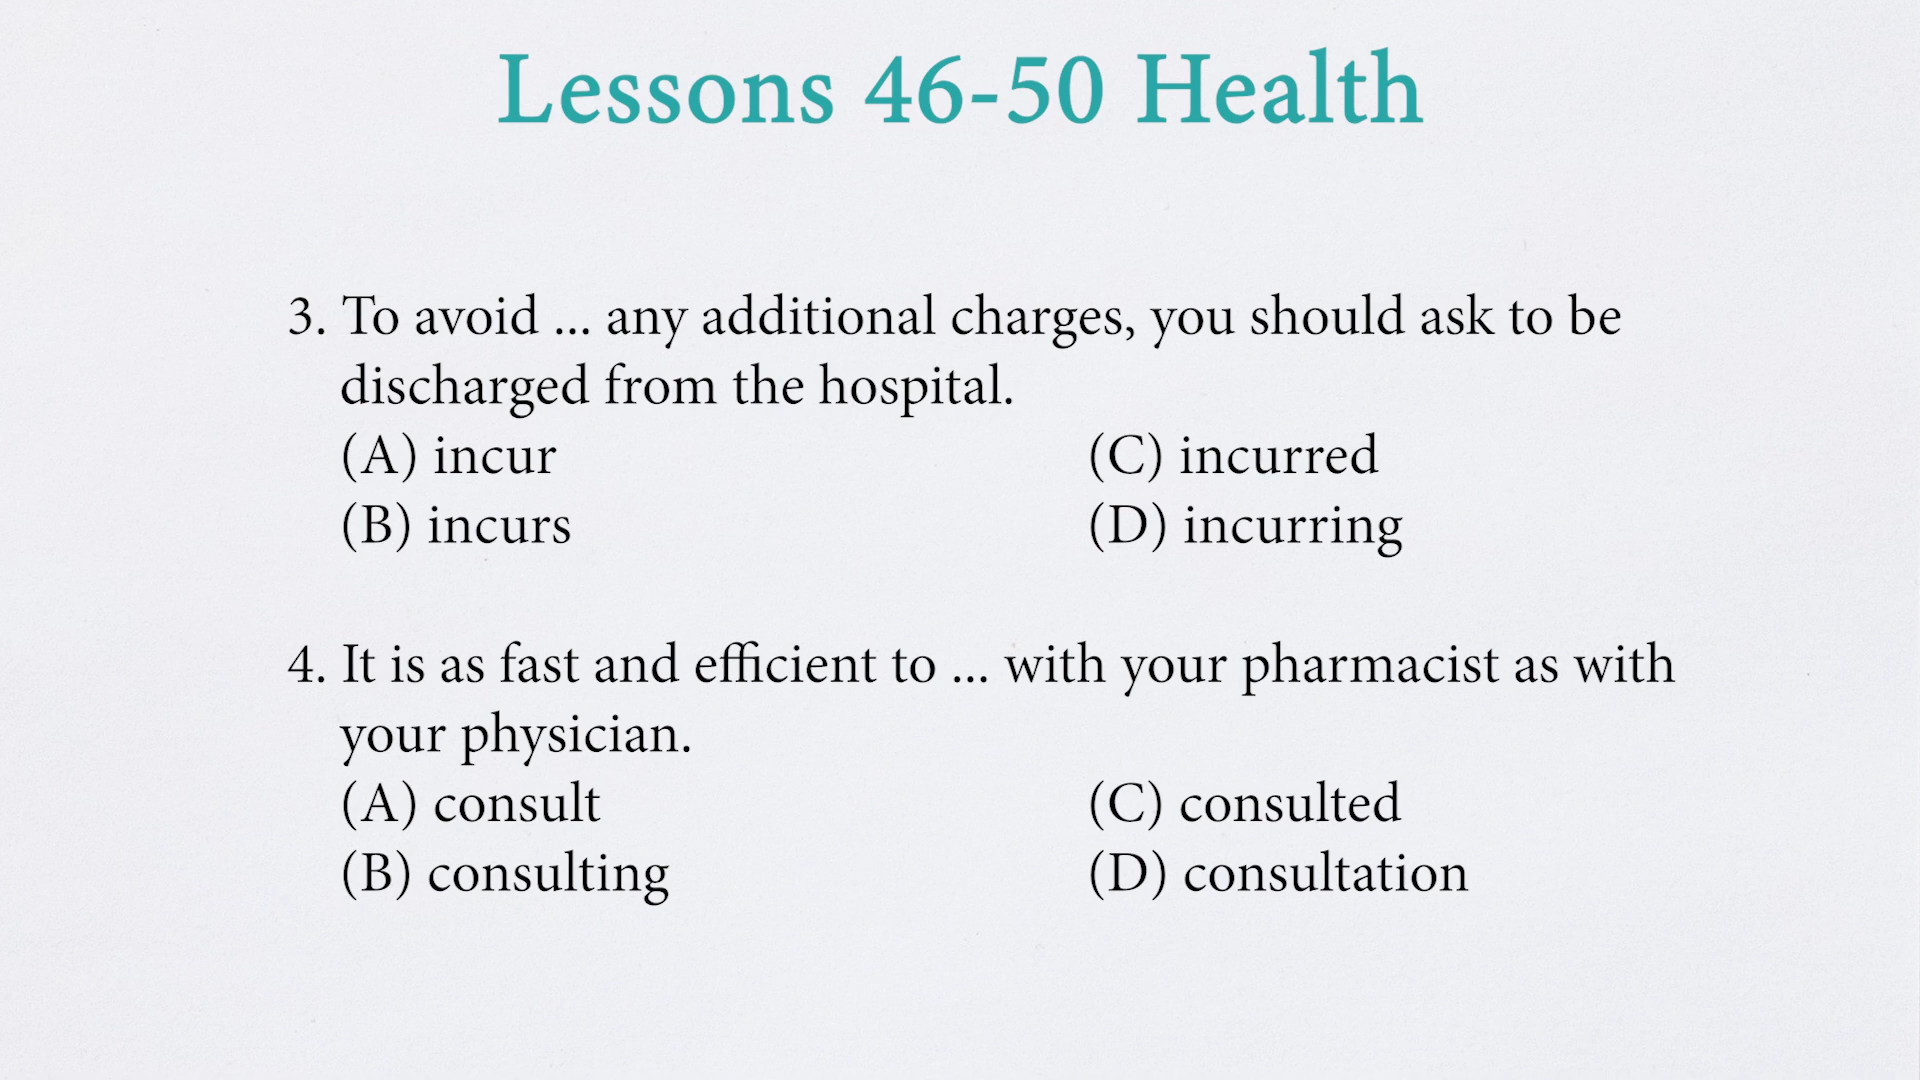 Lessons 46-50 Health
3. To avoid ... any additional charges, you should ask to be
discharged from the hospital.
(A) incur (C) incurred
(B) incurs (D) incurring
4. It is as fast and efficient to ... with your pharmacist as with
your physician.
(A) consult (C) consulted
(B) consulting (D) consultation